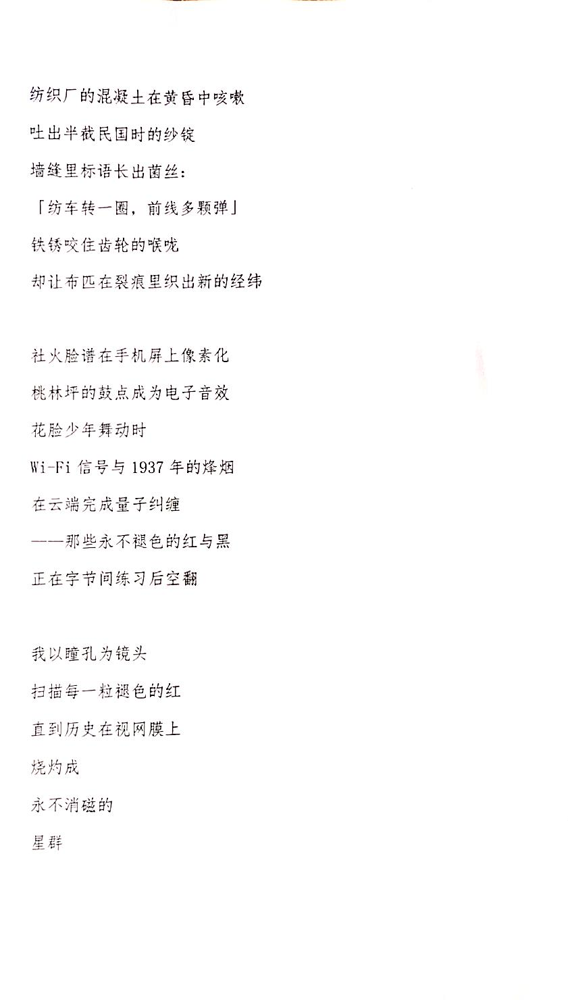 纺织厂的混凝土在黄昏中咳嗽
吐出半截民国时的纱锭
墙缝里标语长出菌丝：
「纺车转一圈，前线多颗弹」
铁锈咬住齿轮的喉咙
却让布匹在裂痕里织出新的经纬
社火脸谱在手机屏上像素化
桃林坪的鼓点成为电子音效
花脸少年舞动时
Wi-Fi 信号与 1937 年的烽烟
在云端完成量子纠缠
——那些永不褪色的红与黑
正在字节间练习后空翻
我以瞳孔为镜头
扫描每一粒褪色的红
直到历史在视网膜上
烧灼成
永不消磁的
星群